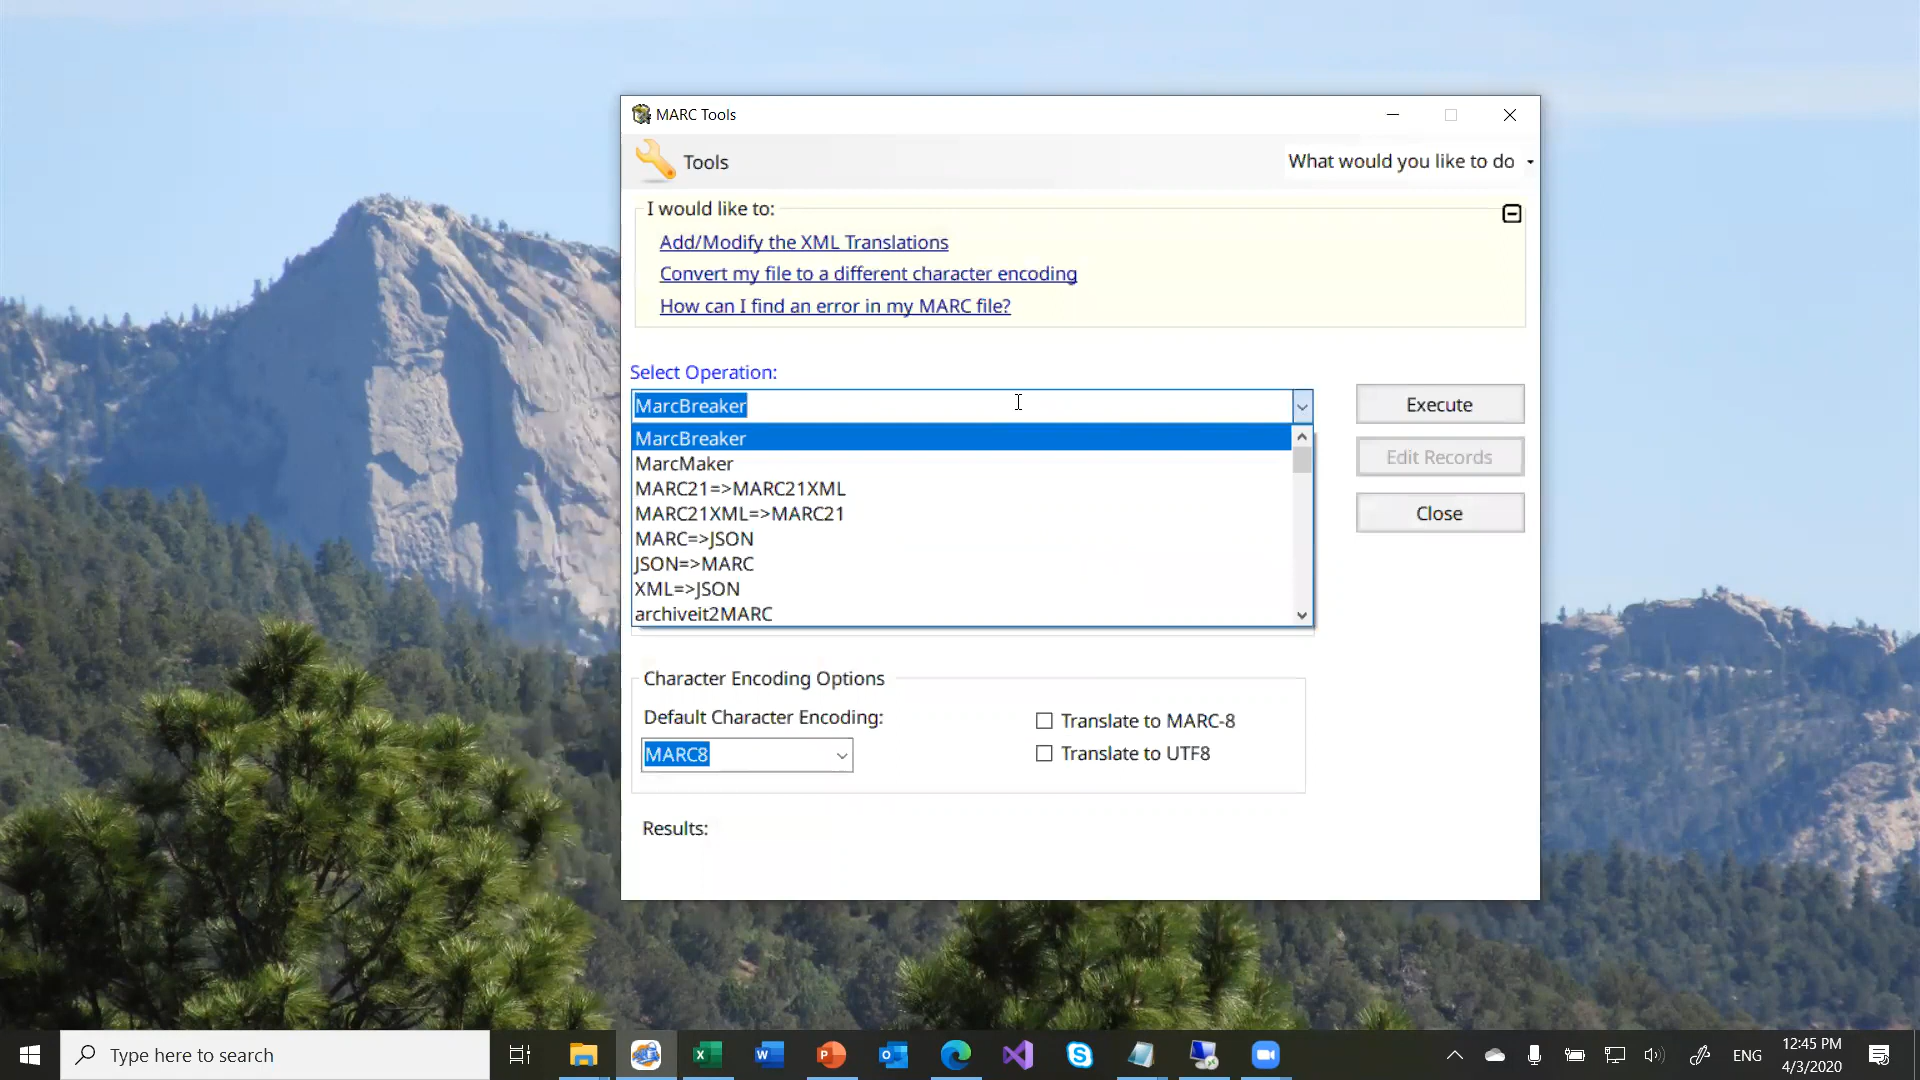 MARC Tools
Tools
What would you like to do
I would like to:
Add/Modify the XML Translations
Convert my file to a different character encoding
How can I find an error in my MARC file?
Select Operation:
MarcBreaker
Execute
MarcBreaker
MarcMaker
Edit Records
MARC21=>MARC21XML
MARC21XML=>MARC21
Close
MARC=>JSON
JSON=>MARC
XML=>JSON
archiveit2MARC
Character Encoding Options
Default Character Encoding:
Translate to MARC-8
MARC8
Translate to UTF8
Results:
Type here to search
ENG
12:45 PM
4/3/2020